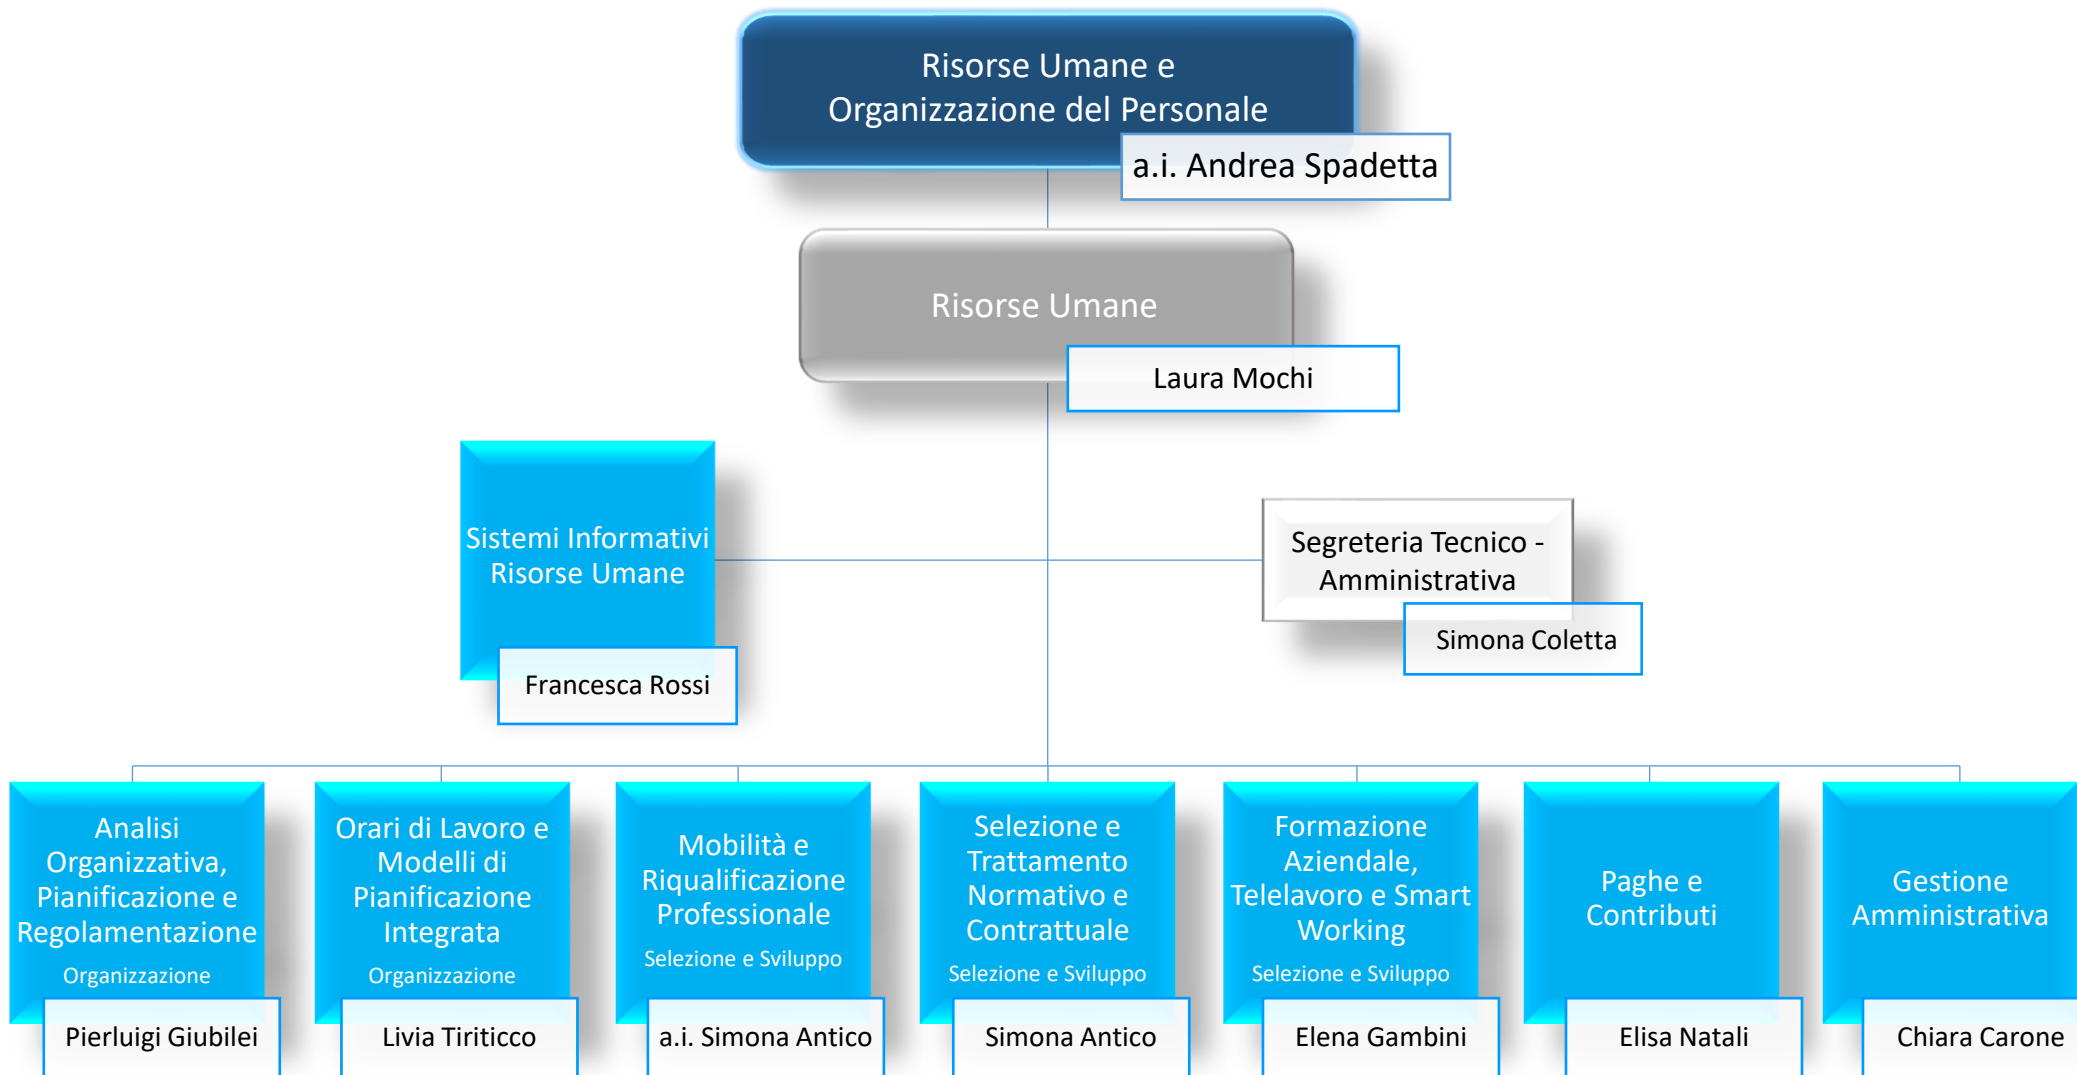 Risorse Umane e
Organizzazione del Personale
a.i. Andrea Spadetta
Risorse Umane
Laura Mochi
Sistemi Informativi
Risorse Umane
Francesca Rossi
Segreteria Tecnico -
Amministrativa
Simona Coletta
Analisi
Organizzativa,
Pianificazione e
Regolamentazione
Organizzazione
Pierluigi Giubilei
Orari di Lavoro e
Modelli di
Pianificazione
Integrata
Organizzazione
Livia Tiriticco
Mobilità e
Riqualificazione
Professionale
Selezione e Sviluppo
a.i. Simona Antico
Selezione e
Trattamento
Normativo e
Contrattuale
Selezione e Sviluppo
Simona Antico
Formazione
Aziendale,
Telelavoro e Smart
Working
Selezione e Sviluppo
Elena Gambini
Paghe e
Contributi
Elisa Natali
Gestione
Amministrativa
Chiara Carone